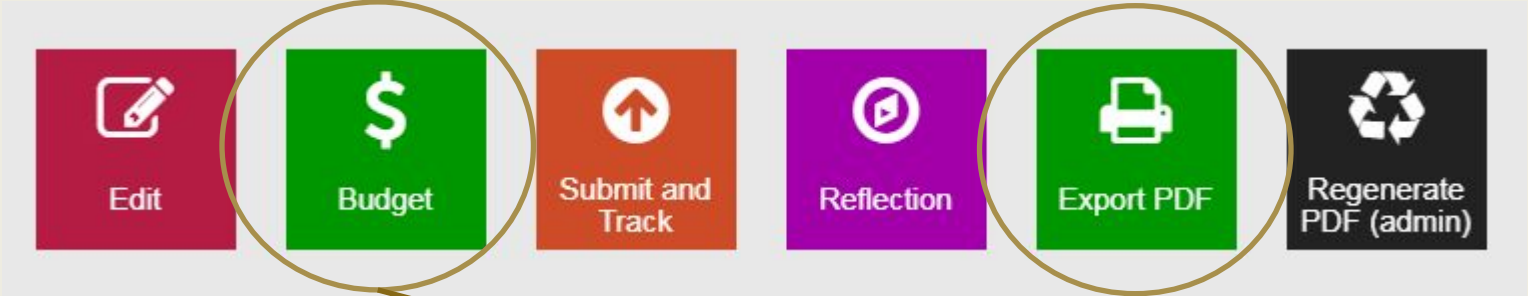 Edit
Budget
Submit and
Track
Reflection
Export PDF
Regenerate
PDF (admin)